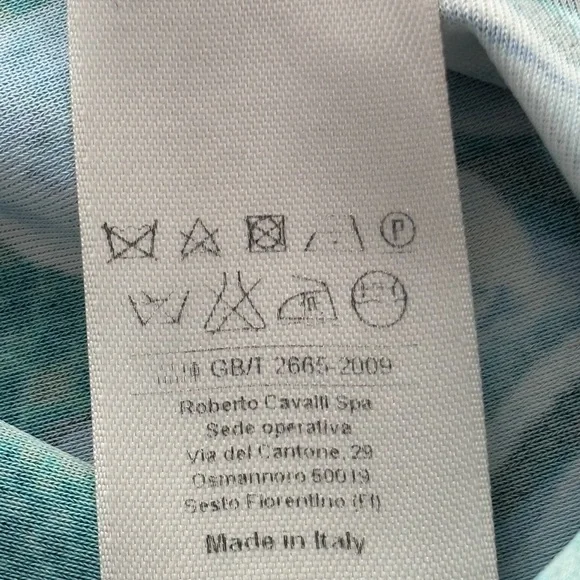 P
GB/T 2665-2009
Roberto Cavalli Spa
Sede operativa
Via del Cantone, 29
Osmannoro 50019
Sesto Fiorentino (FI)
Made in Italy